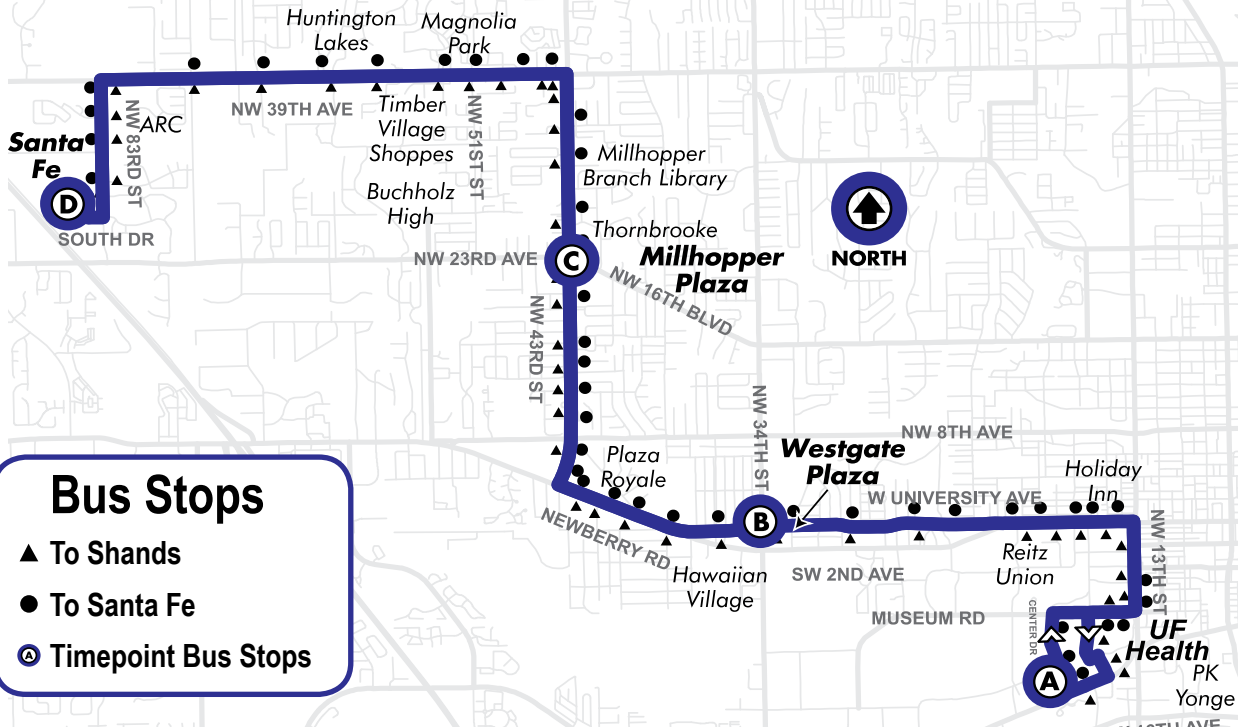 Huntington
Lakes
Magnolia
Park
NW 39TH AVE
Timber
Village
Shoppes
NW 51ST ST
NW 83RD ST
ARC
Santa
Fe
D
SOUTH DR
Buchholz
High
Millhopper
Branch Library
Thornbrooke
NW 23RD AVE
C
Millhopper
Plaza
NW 16TH BLVD
NORTH
NW 43RD ST
NW 34TH ST
NW 8TH AVE
Plaza
Royale
Westgate
Plaza
W UNIVERSITY AVE
Holiday
Inn
B
NEWBERRY RD
Hawaiian
Village
SW 2ND AVE
Reitz
Union
NW 13TH ST
MUSEUM RD
CENTER DR
UF
Health
A
PK
Yonge
Bus Stops
To Shands
To Santa Fe
A Timepoint Bus Stops